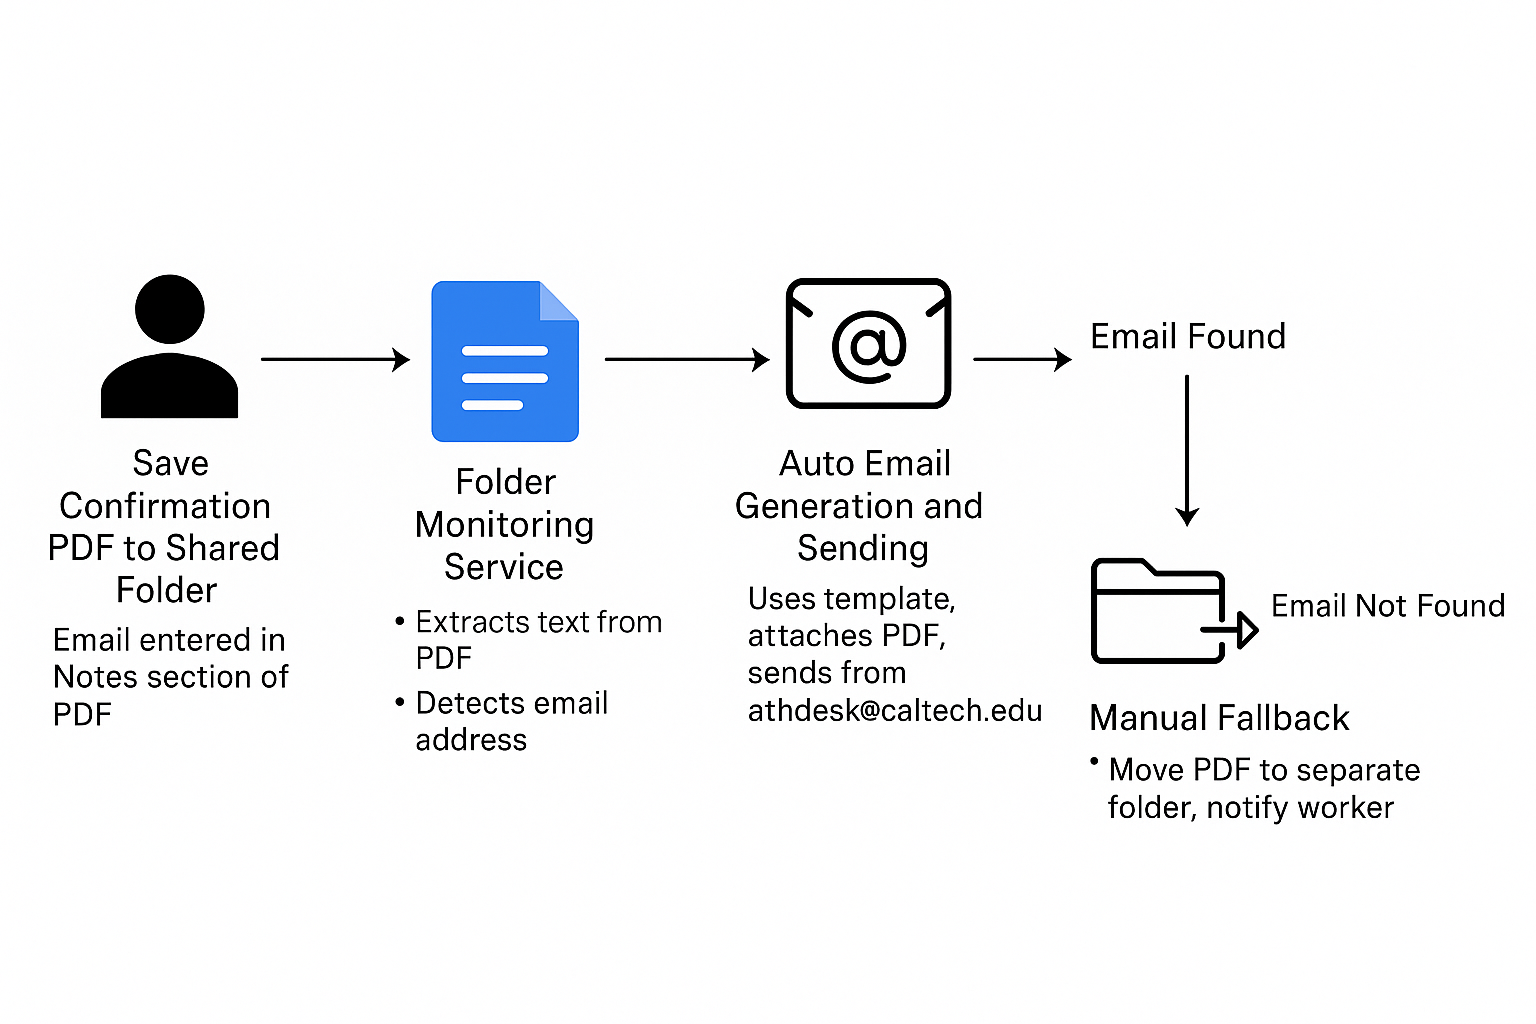 Save
Confirmation
PDF to Shared
Folder
Email entered in
Notes section of
PDF
Folder
Monitoring
Service
• Extracts text from
PDF
• Detects email
address
@
Auto Email
Generation and
Sending
Uses template,
attaches PDF,
sends from
athdesk@caltech.edu
Email Found
Email Not Found
Manual Fallback
• Move PDF to separate
folder, notify worker